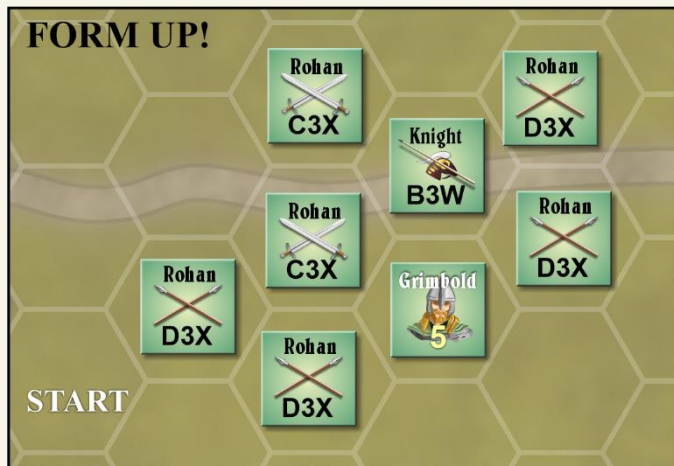 FORM UP!
Rohan
C3X
Rohan
D3X
Knight
B3W
Rohan
C3X
Rohan
D3X
Rohan
D3X
Grimbold
5
Rohan
D3X
START